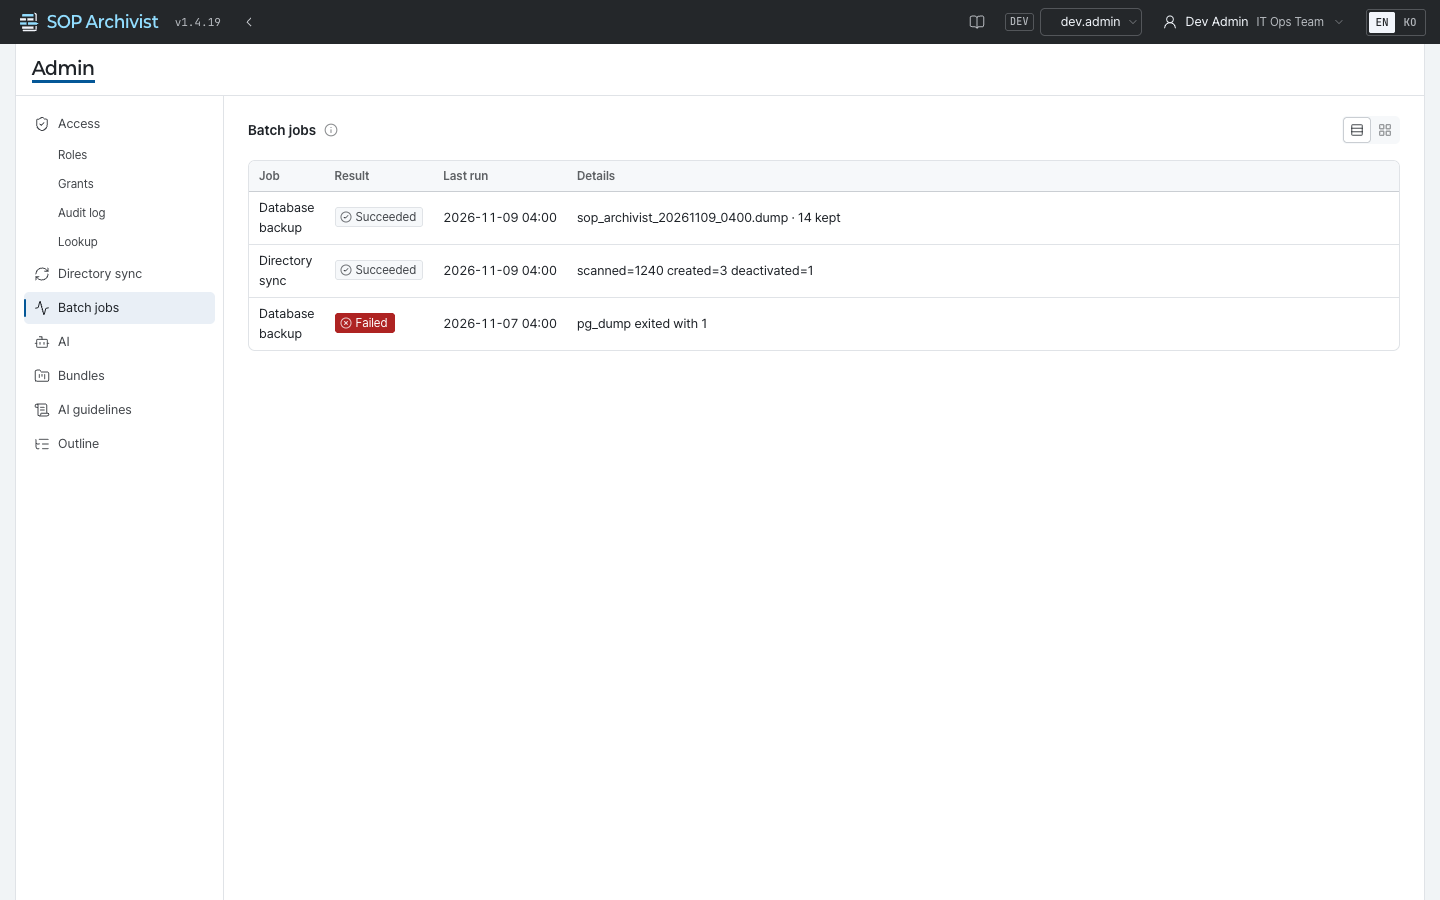 SOP Archivist v1.4.19 DEV dev.admin Dev Admin IT Ops Team EN KO
Admin
Access
Roles
Grants
Audit log
Lookup
Directory sync
Batch jobs
AI
Bundles
AI guidelines
Outline
Batch jobs
Job Result Last run Details
Database backup Succeeded 2026-11-09 04:00 sop_archivist_20261109_0400.dump · 14 kept
Directory sync Succeeded 2026-11-09 04:00 scanned=1240 created=3 deactivated=1
Database backup Failed 2026-11-07 04:00 pg_dump exited with 1